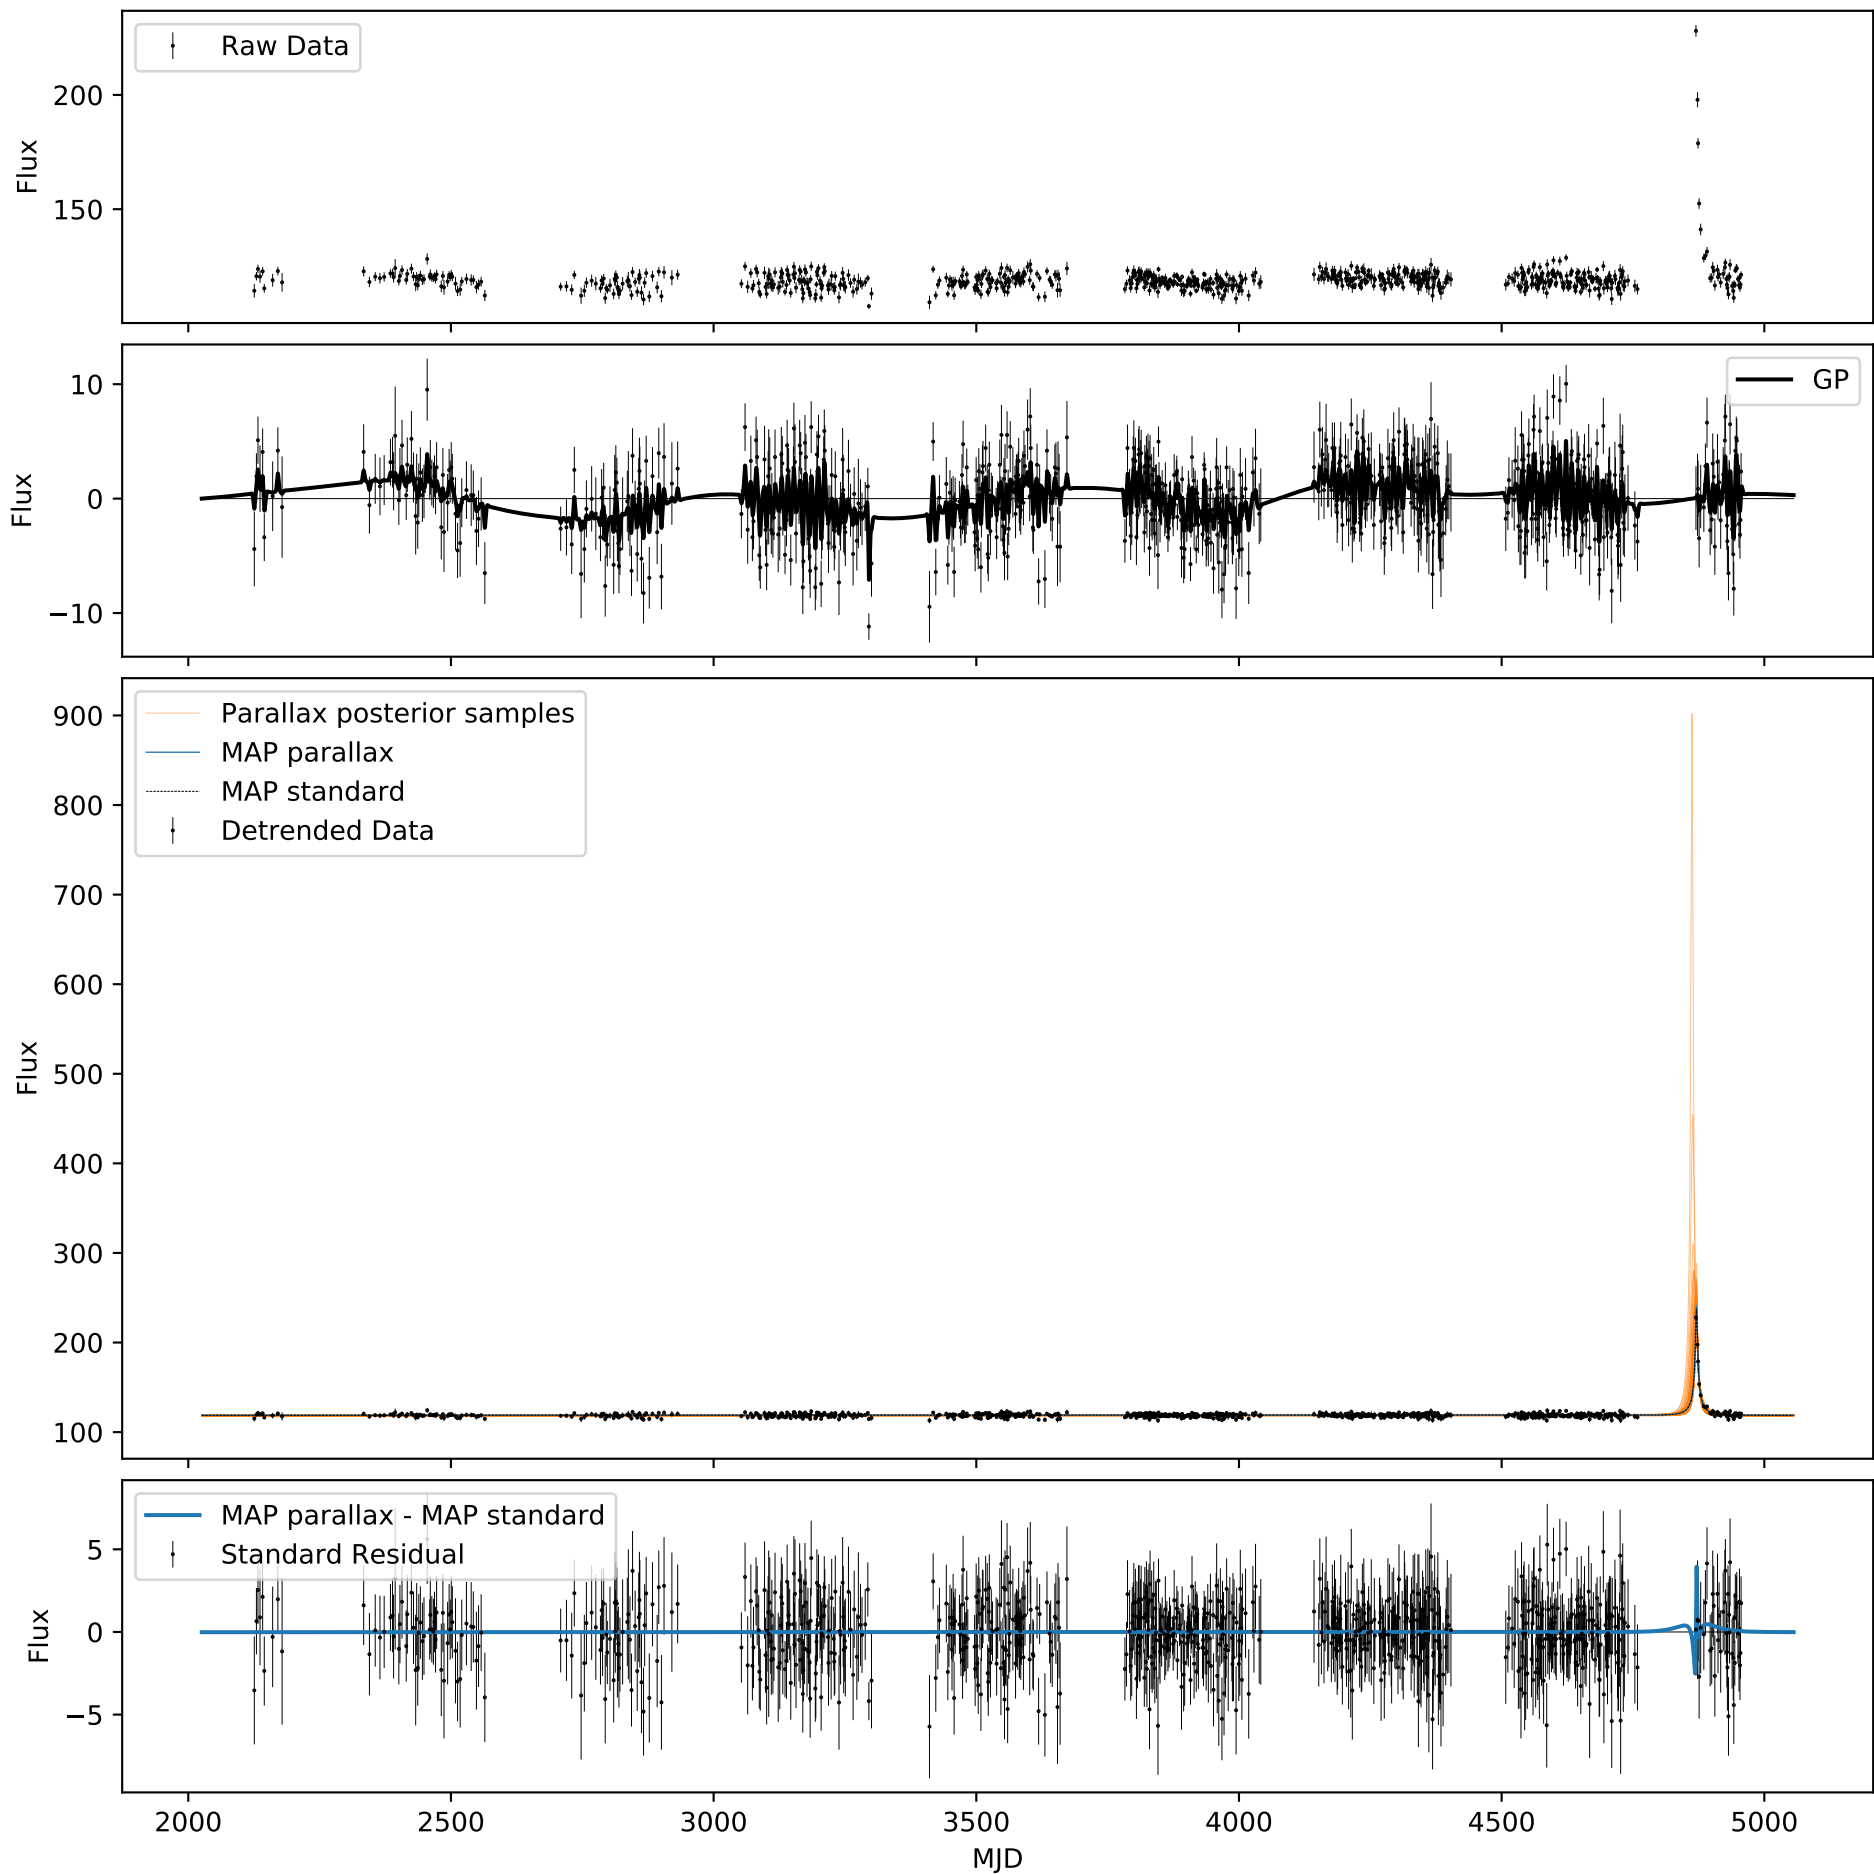 Raw Data
Flux
200
150
GP
Flux
10
0
−10
Parallax posterior samples
MAP parallax
MAP standard
Detrended Data
Flux
900
800
700
600
500
400
300
200
100
MAP parallax - MAP standard
Standard Residual
Flux
5
0
−5
2000 2500 3000 3500 4000 4500 5000
MJD